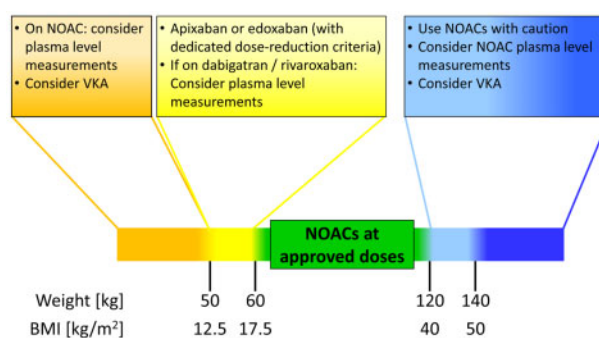 • On NOAC: consider
plasma level
measurements
• Consider VKA
• Apixaban or edoxaban (with
dedicated dose-reduction criteria)
• If on dabigatran / rivaroxaban:
Consider plasma level
measurements
• Use NOACs with caution
• Consider NOAC plasma level
measurements
• Consider VKA
NOACs at
approved doses
Weight [kg] 50 60 120 140
BMI [kg/m²] 12.5 17.5 40 50